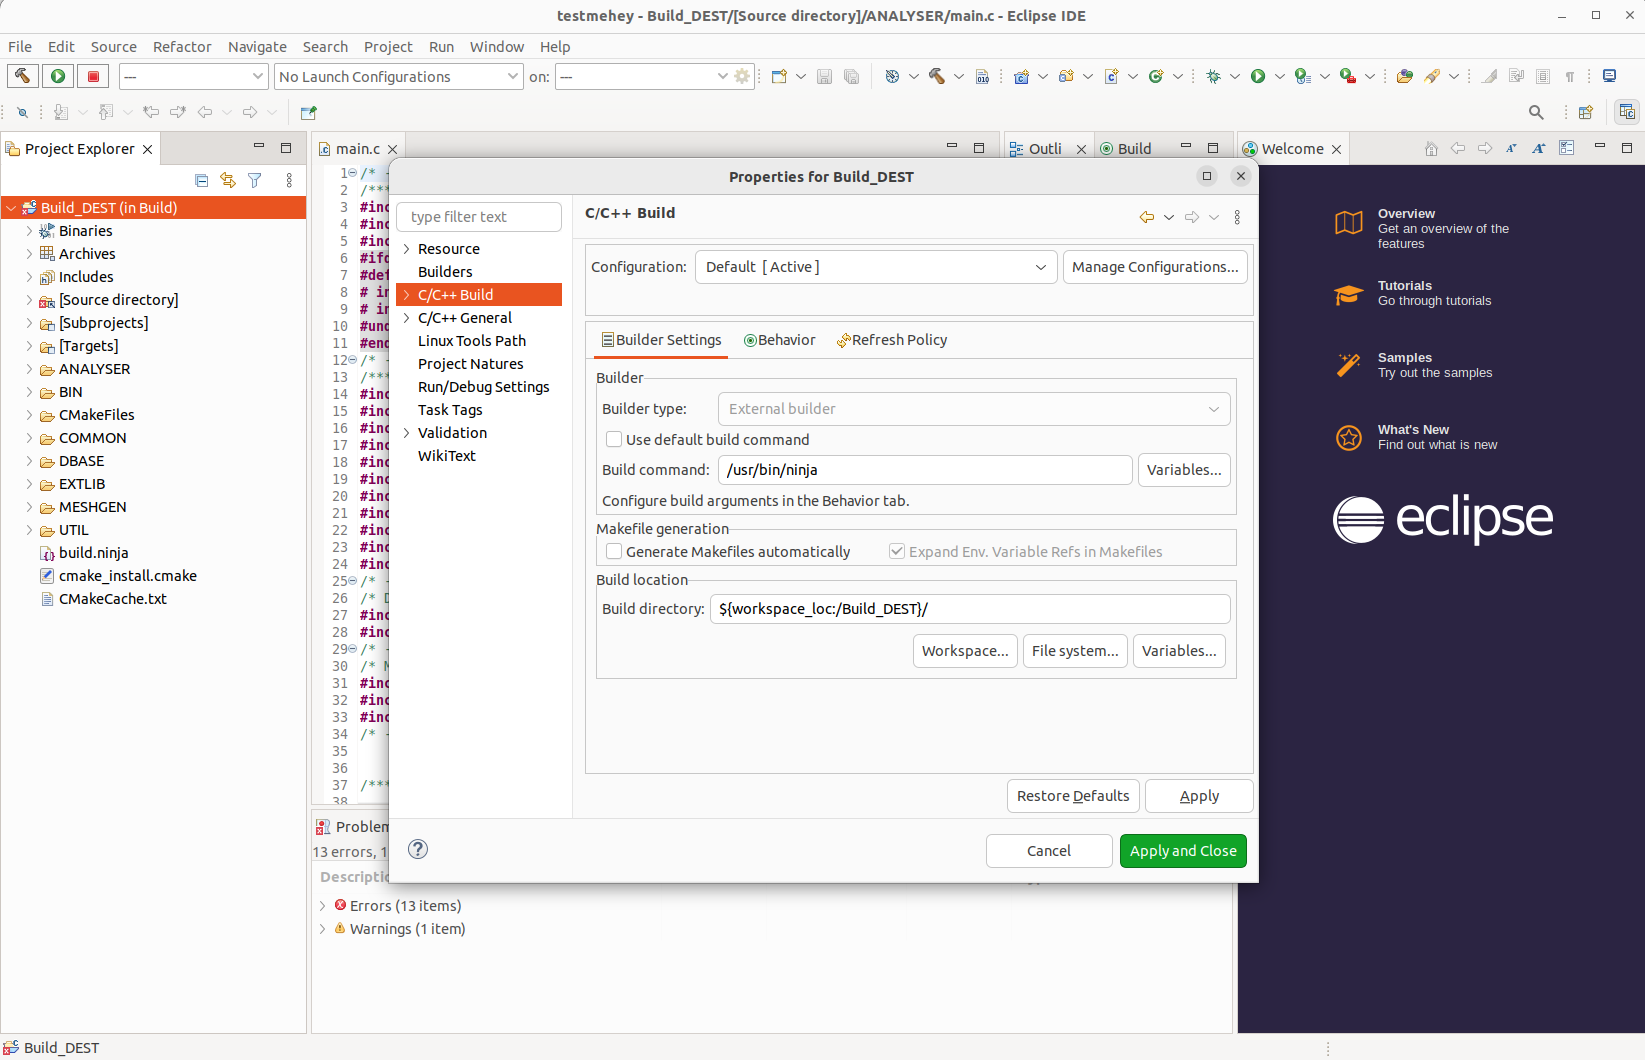 testmehey - Build_DEST/[Source directory]/ANALYSER/main.c - Eclipse IDE
File Edit Source Refactor Navigate Search Project Run Window Help
--- No Launch Configurations on: ---
Project Explorer
Build_DEST (in Build)
Binaries
Archives
Includes
[Source directory]
[Subprojects]
[Targets]
ANALYSER
BIN
CMakeFiles
COMMON
DBASE
EXTLIB
MESHGEN
UTIL
build.ninja
cmake_install.cmake
CMakeCache.txt
main.c
1 /* -
2 /***
3 #inc
4 #inc
5 #inc
6 #ifd
7 #def
8 # in
9 # in
10 #und
11 #end
12 /* -
13 /***
14 #inc
15 #inc
16 #inc
17 #inc
18 #inc
19 #inc
20 #inc
21 #inc
22 #inc
23 #inc
24 #inc
25 /* -
26 /* D
27 #inc
28 #inc
29 /* -
30 /* M
31 #inc
32 #inc
33 #inc
34 /* -
35
36
37 /***
38
Outli
Build
Properties for Build_DEST
type filter text
Resource
Builders
C/C++ Build
C/C++ General
Linux Tools Path
Project Natures
Run/Debug Settings
Task Tags
Validation
WikiText
C/C++ Build
Configuration: Default [ Active ] Manage Configurations...
Builder Settings Behavior Refresh Policy
Builder
Builder type: External builder
Use default build command
Build command: /usr/bin/ninja Variables...
Configure build arguments in the Behavior tab.
Makefile generation
Generate Makefiles automatically Expand Env. Variable Refs in Makefiles
Build location
Build directory: ${workspace_loc:/Build_DEST}/
Workspace... File system... Variables...
Restore Defaults Apply
Cancel Apply and Close
Problem
13 errors, 1
Descriptio
Errors (13 items)
Warnings (1 item)
Welcome
Overview
Get an overview of the
features
Tutorials
Go through tutorials
Samples
Try out the samples
What's New
Find out what is new
eclipse
Build_DEST